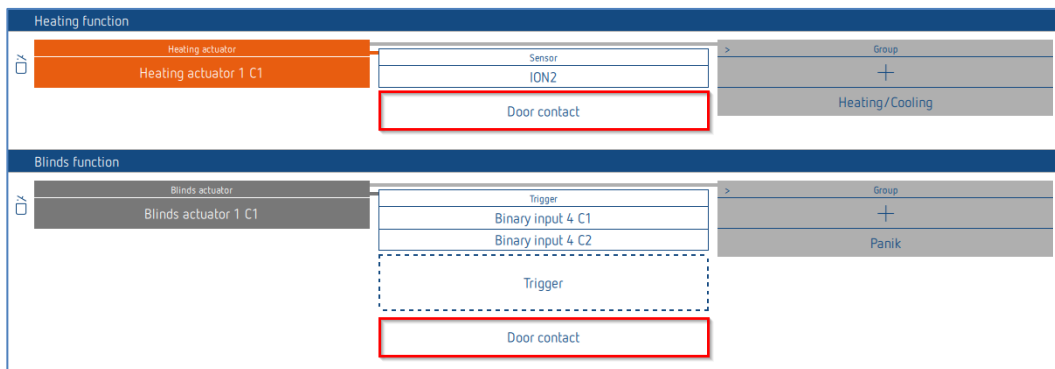 Heating function
Heating actuator
Heating actuator 1 C1
Sensor
ION2
Door contact
> Group
+
Heating/Cooling
Blinds function
Blinds actuator
Blinds actuator 1 C1
Trigger
Binary input 4 C1
Binary input 4 C2
Trigger
Door contact
> Group
+
Panik